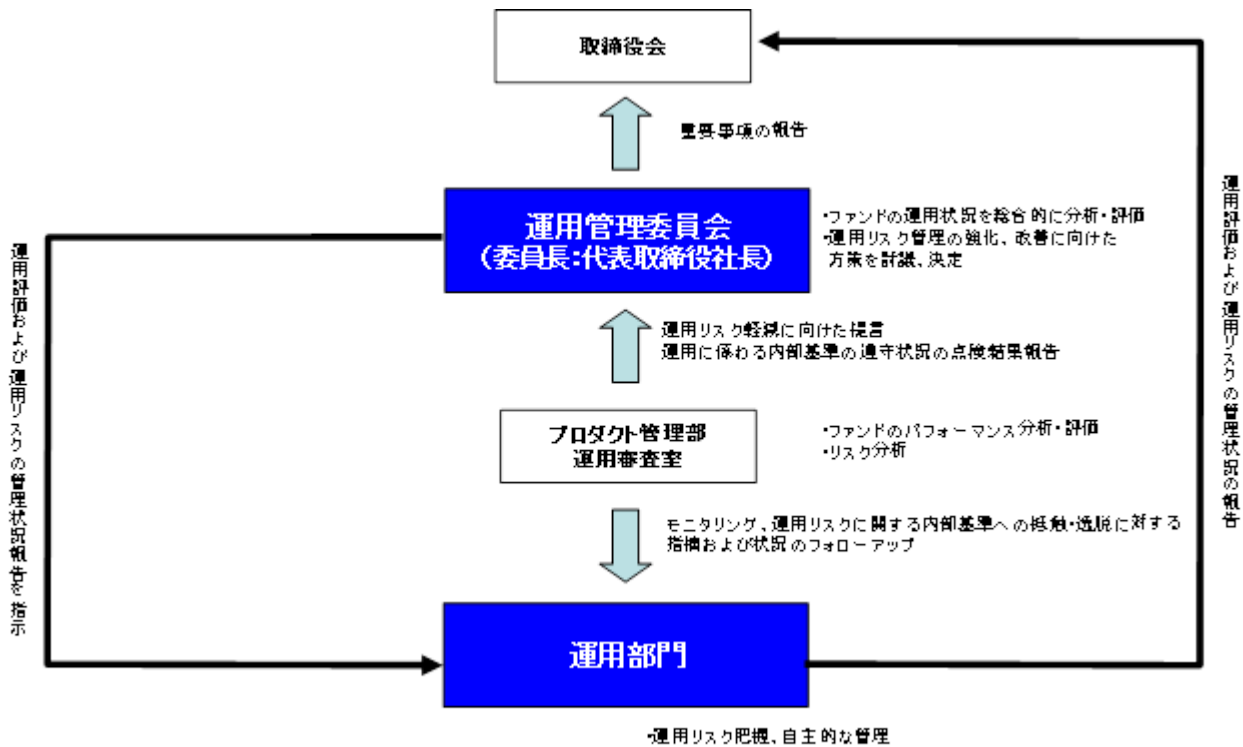 取締役会
重要事項の報告
運用管理委員会
(委員長:代表取締役社長)
・ファンドの運用状況を総合的に分析・評価
・運用リスク管理の強化、改善に向けた
方策を討議、決定
運用リスク軽減に向けた提言
運用に係わる内部基準の遵守状況の点検結果報告
プロダクト管理部
運用審査室
・ファンドのパフォーマンス分析・評価
・リスク分析
モニタリング、運用リスクに関する内部基準への抵触・逸脱に対する
指摘および状況のフォローアップ
運用部門
・運用リスク把握、自主的な管理
運用評価および運用リスクの管理状況報告を指示
運用評価および運用リスクの管理状況の報告